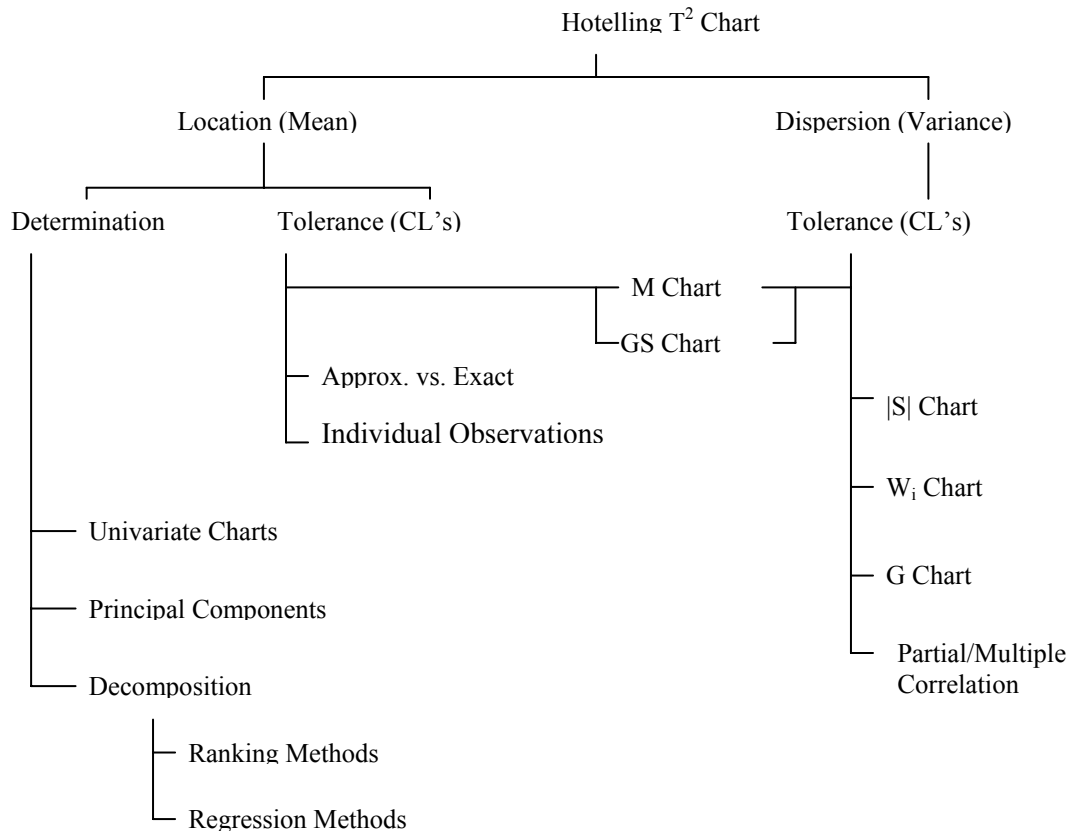 Hotelling T² Chart
Location (Mean)
Dispersion (Variance)
Determination
Tolerance (CL’s)
Tolerance (CL’s)
M Chart
GS Chart
Approx. vs. Exact
Individual Observations
|S| Chart
Wᵢ Chart
Univariate Charts
G Chart
Principal Components
Partial/Multiple
Correlation
Decomposition
Ranking Methods
Regression Methods